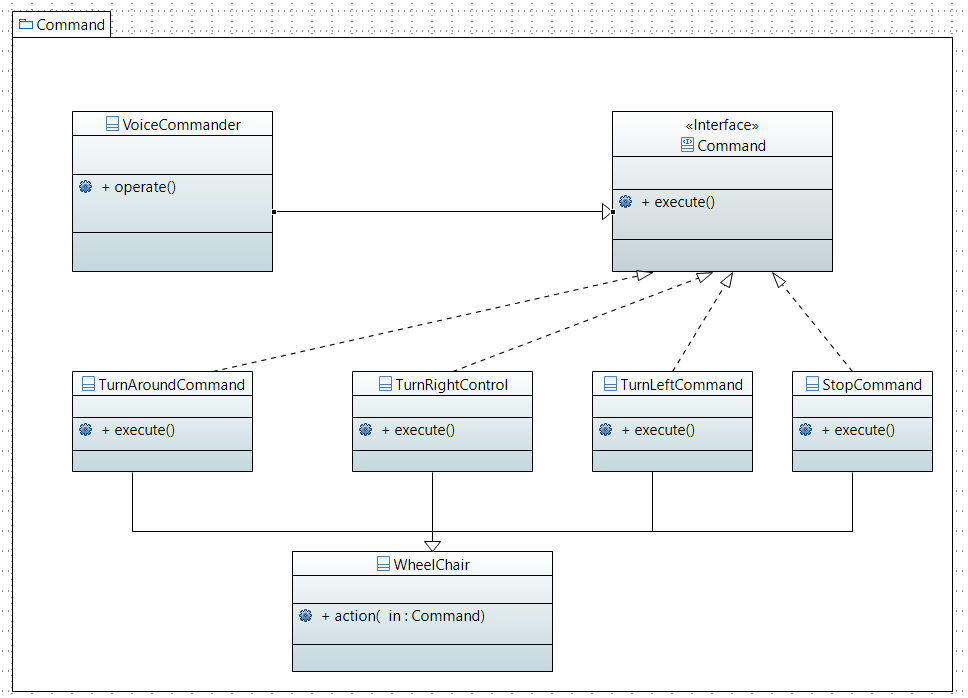 Command
VoiceCommander
+ operate()
«Interface»
Command
+ execute()
TurnAroundCommand
+ execute()
TurnRightControl
+ execute()
TurnLeftCommand
+ execute()
StopCommand
+ execute()
WheelChair
+ action( in : Command)